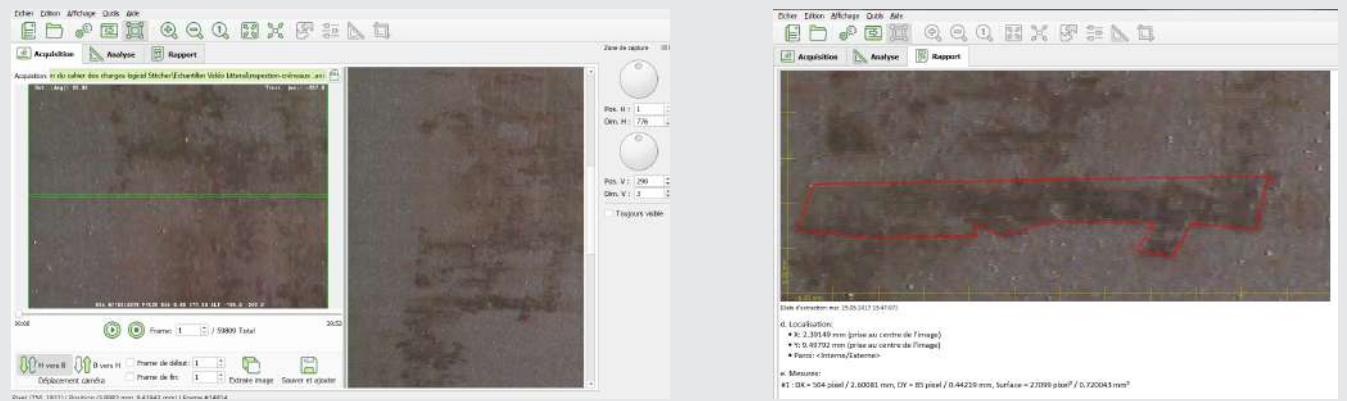 Fichier Edition Affichage Outils Aide
Acquisition Analyse Rapport
Zone de capture
Acquisition:
Pos. H : 1
Dim. H : 776
Pos. V : 290
Dim. V : 3
Toujours visible
00:00
Frame: 1 / 59809 Total
H vers B B vers H
Frame de début: 1
Frame de fin: 1
Déplacement caméra
Extraire image Sauver et ajouter
Fichier Edition Affichage Outils Aide
Acquisition Analyse Rapport
d. Localisation:
• X: 2.39149 mm (prise au centre de l'image)
• Y: 9.49792 mm (prise au centre de l'image)
• Paroi: <Interne/Externe>
e. Mesures:
#1 : DX = 504 pixel / 2.60081 mm, DY = 85 pixel / 0.44219 mm, Surface = 27099 pixel² / 0.720043 mm²